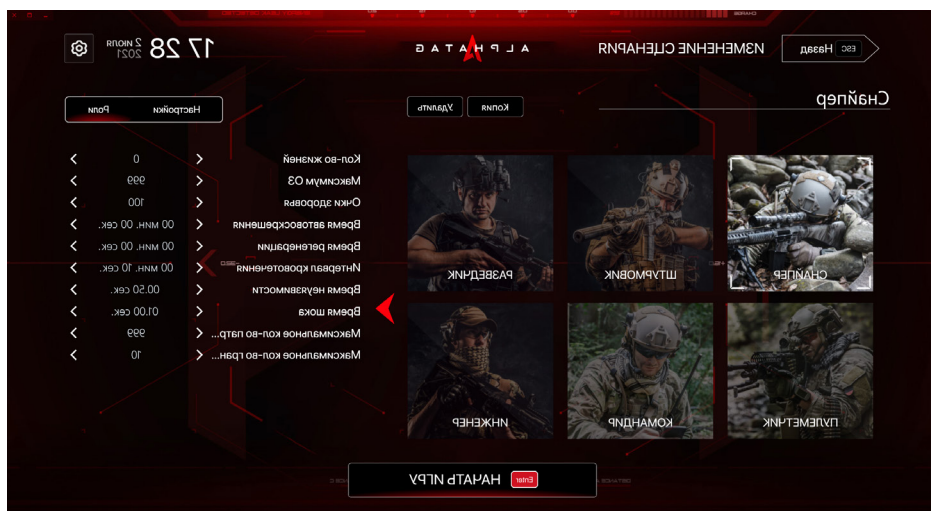 ESC Назад
ИЗМЕНЕНИЕ СЦЕНАРИЯ
ALPHATAG
17 28
2 июля
2021
Снайпер
Копия
Удалить
Настройки
Роли
СНАЙПЕР
ШТУРМОВИК
РАЗВЕДЧИК
ПУЛЕМЕТЧИК
КОМАНДИР
ИНЖЕНЕР
Кол-во жизней 0
Максимум ОЗ 999
Очки здоровья 100
Время автовоскрешения 00 мин. 00 сек.
Время регенерации 00 мин. 00 сек.
Интервал кровотечения 00 мин. 10 сек.
Время неуязвимости 00.50 сек.
Время шока 01.00 сек.
Максимальное кол-во патр... 999
Максимальное кол-во гран... 10
Enter НАЧАТЬ ИГРУ